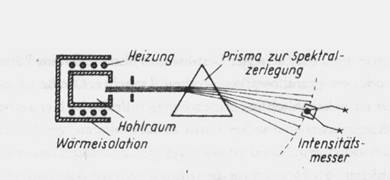 Heizung
Prisma zur Spektral-
zerlegung
Hohlraum
Wärmeisolation
Intensitäts-
messer